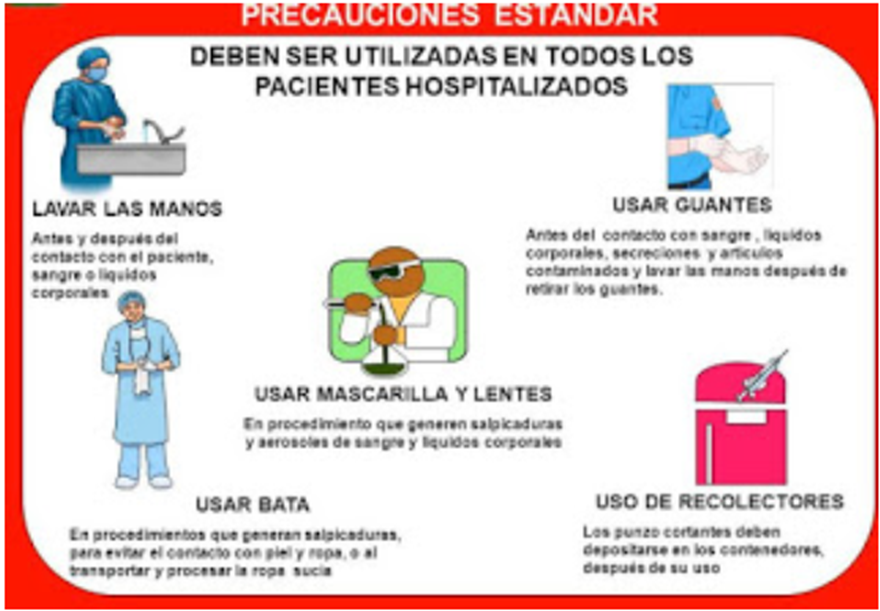 PRECAUCIONES ESTANDAR
DEBEN SER UTILIZADAS EN TODOS LOS
PACIENTES HOSPITALIZADOS
LAVAR LAS MANOS
Antes y después del
contacto con el paciente,
sangre o liquidos
corporales
USAR GUANTES
Antes del contacto con sangre , liquidos
corporales, secreciones y articulos
contaminados y lavar las manos después de
retirar los guantes.
USAR MASCARILLA Y LENTES
En procedimiento que generen salpicaduras
y aerosoles de sangre y liquidos corporales
USAR BATA
En procedimientos que generan salpicaduras,
para evitar el contacto con piel y ropa, o al
transportar y procesar la ropa sucia
USO DE RECOLECTORES
Los punzo cortantes deben
depositarse en los contenedores,
después de su uso